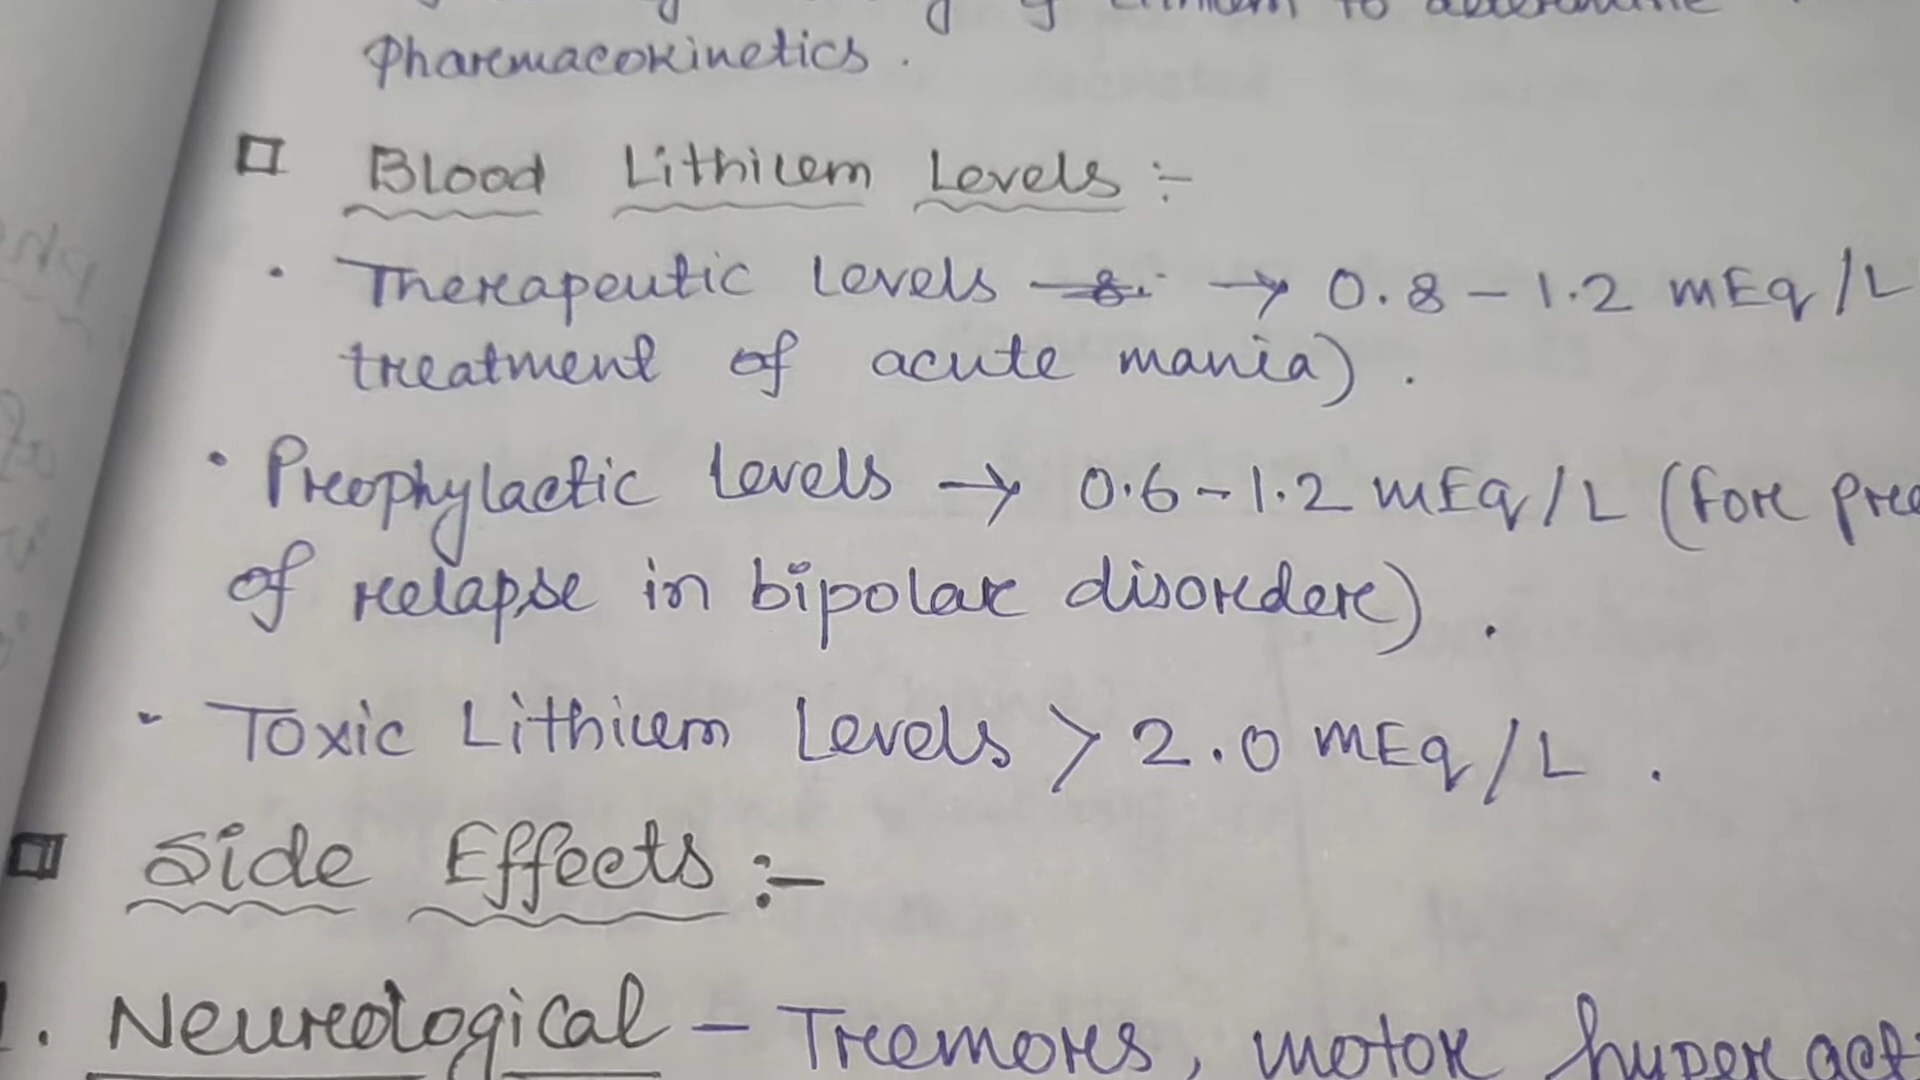 to
Pharmacokinetics.
Blood Lithium Levels :-
• Therapeutic Levels → 0.8 - 1.2 mEq/L
treatment of acute mania).
• Prophylactic Levels → 0.6 - 1.2 mEq/L (For
of relapse in bipolar disorder).
- Toxic Lithium Levels > 2.0 mEq/L.
Side Effects :-
1. Neurological - Tremors, motor hyper